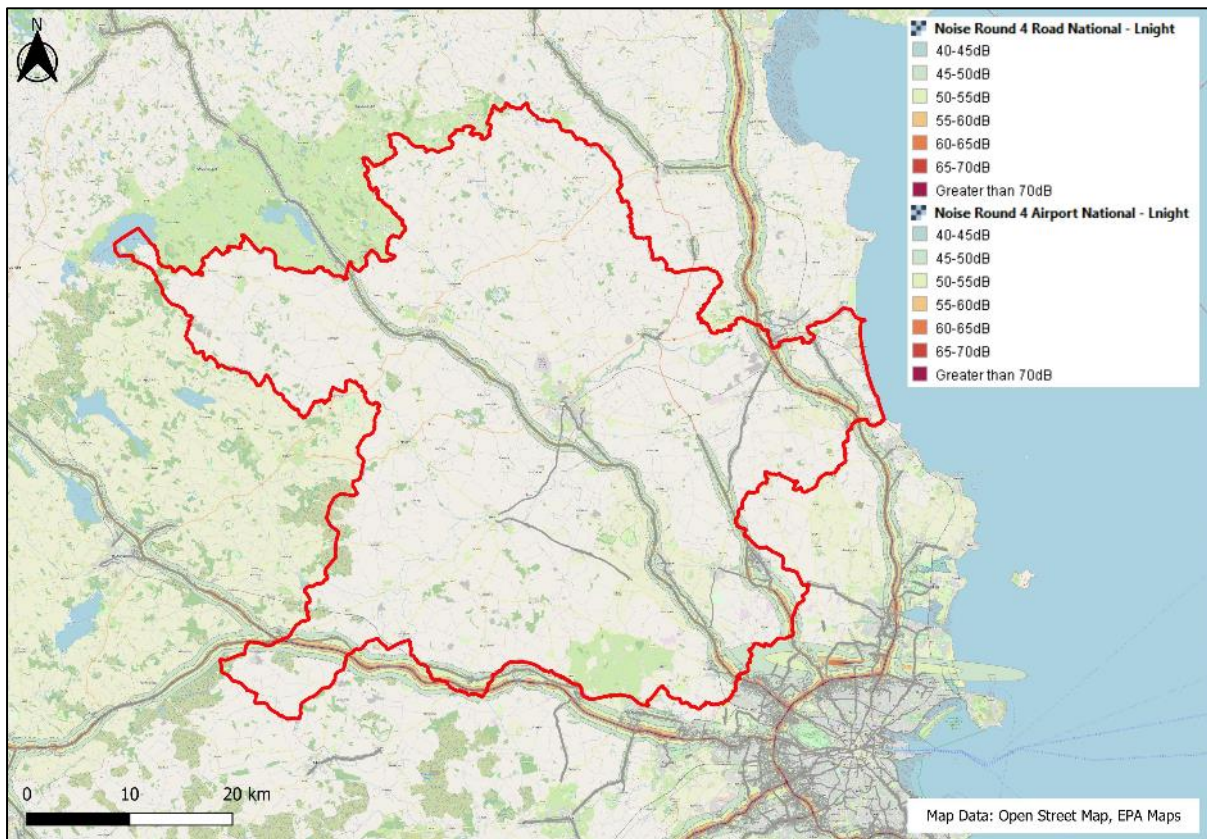 N
Noise Round 4 Road National - Lnight
40-45dB
45-50dB
50-55dB
55-60dB
60-65dB
65-70dB
Greater than 70dB
Noise Round 4 Airport National - Lnight
40-45dB
45-50dB
50-55dB
55-60dB
60-65dB
65-70dB
Greater than 70dB
0 10 20 km
Map Data: Open Street Map, EPA Maps